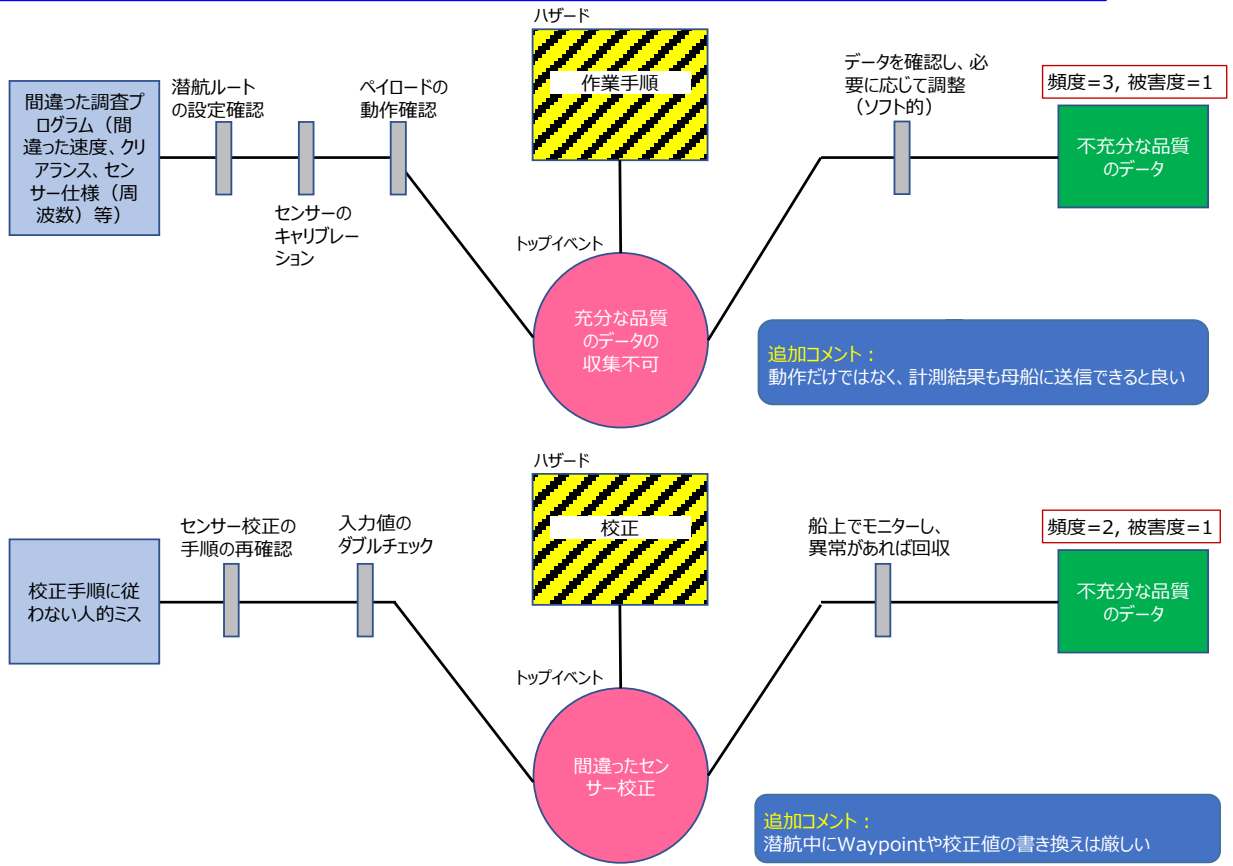 ハザード
作業手順
潜航ルート
の設定確認
ペイロードの
動作確認
データを確認し、必
要に応じて調整
（ソフト的）
頻度=3, 被害度=1
間違った調査プ
ログラム（間
違った速度、クリ
アランス、セン
サー仕様（周
波数）等）
不充分な品質
のデータ
センサーの
キャリブレー
ション
トップイベント
充分な品質
のデータの
収集不可
追加コメント：
動作だけではなく、計測結果も母船に送信できると良い
ハザード
校正
センサー校正の
手順の再確認
入力値の
ダブルチェック
船上でモニターし、
異常があれば回収
頻度=2, 被害度=1
校正手順に従
わない人的ミス
不充分な品質
のデータ
トップイベント
間違ったセン
サー校正
追加コメント：
潜航中にWaypointや校正値の書き換えは厳しい